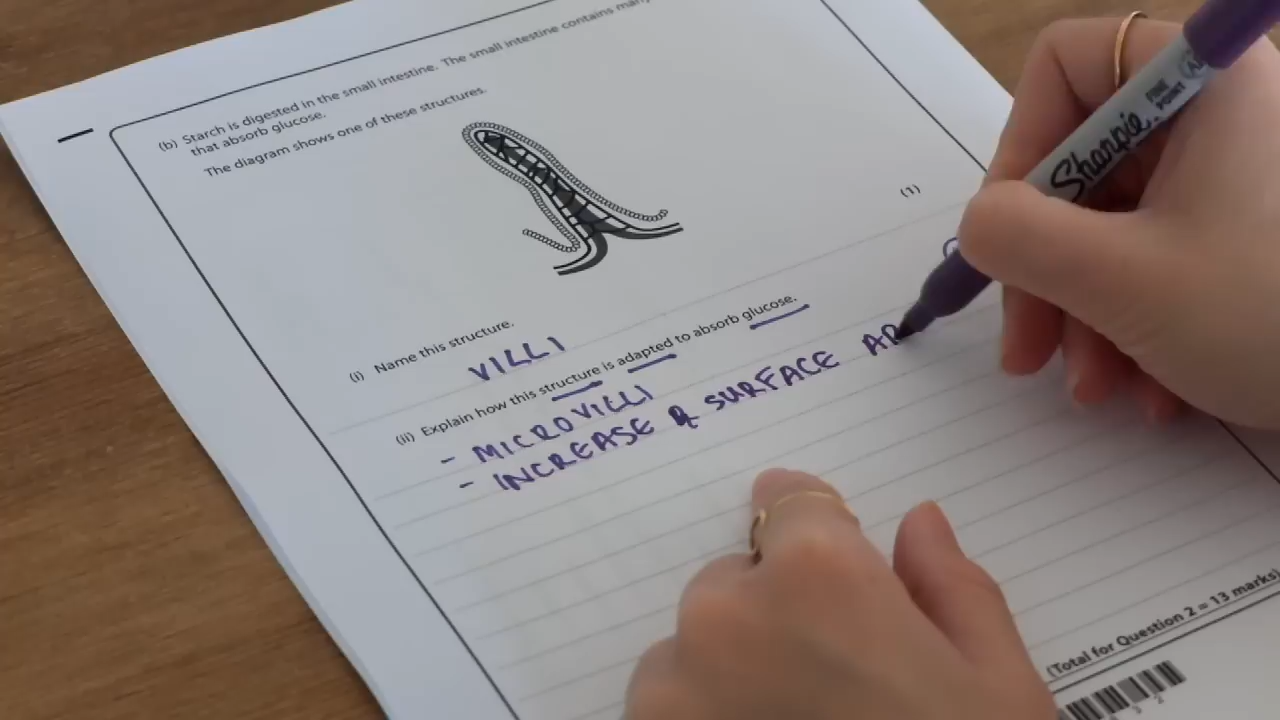 (b) Starch is digested in the small intestine. The small intestine contains many
that absorb glucose.
The diagram shows one of these structures.
(1)
(i) Name this structure.
VILLI
(ii) Explain how this structure is adapted to absorb glucose.
- MICROVILLI
- INCREASE SURFACE AR
(Total for Question 2 = 13 marks)
Sharpie
FINE
POINT